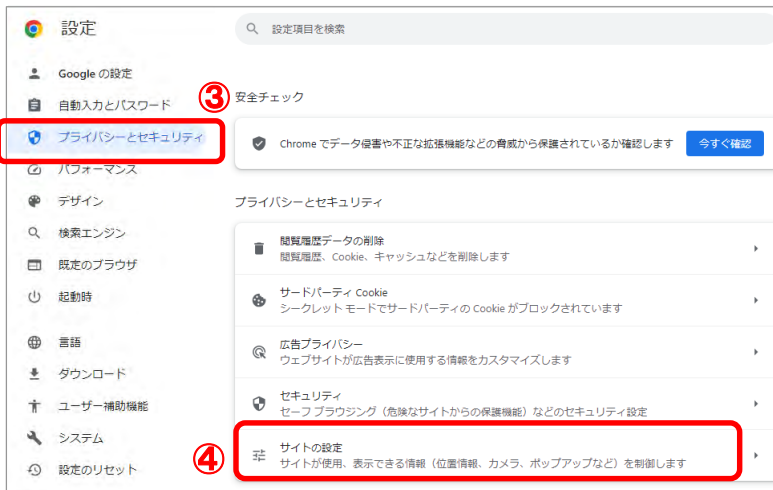 設定
設定項目を検索
Google の設定
自動入力とパスワード
プライバシーとセキュリティ
パフォーマンス
デザイン
検索エンジン
既定のブラウザ
起動時
言語
ダウンロード
ユーザー補助機能
システム
設定のリセット
③
安全チェック
Chrome でデータ侵害や不正な拡張機能などの脅威から保護されているか確認します
今すぐ確認
プライバシーとセキュリティ
閲覧履歴データの削除
閲覧履歴、Cookie、キャッシュなどを削除します
サードパーティ Cookie
シークレット モードでサードパーティの Cookie がブロックされています
広告プライバシー
ウェブサイトが広告表示に使用する情報をカスタマイズします
セキュリティ
セーフ ブラウジング（危険なサイトからの保護機能）などのセキュリティ設定
④
サイトの設定
サイトが使用、表示できる情報（位置情報、カメラ、ポップアップなど）を制御します